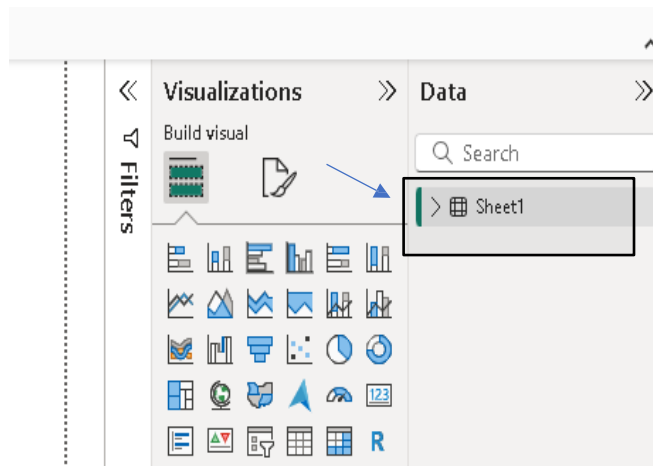 Visualizations
Data
Build visual
Search
Filters
Sheet1
123
R